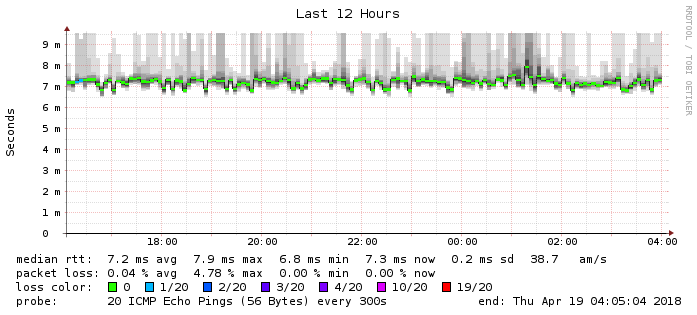 Last 12 Hours
RRDTOOL / TOBI OETIKER
Seconds
9 m
8 m
7 m
6 m
5 m
4 m
3 m
2 m
1 m
0
18:00 20:00 22:00 00:00 02:00 04:00
median rtt: 7.2 ms avg 7.9 ms max 6.8 ms min 7.3 ms now 0.2 ms sd 38.7 am/s
packet loss: 0.04 % avg 4.78 % max 0.00 % min 0.00 % now
loss color: 0 1/20 2/20 3/20 4/20 10/20 19/20
probe: 20 ICMP Echo Pings (56 Bytes) every 300s end: Thu Apr 19 04:05:04 2018